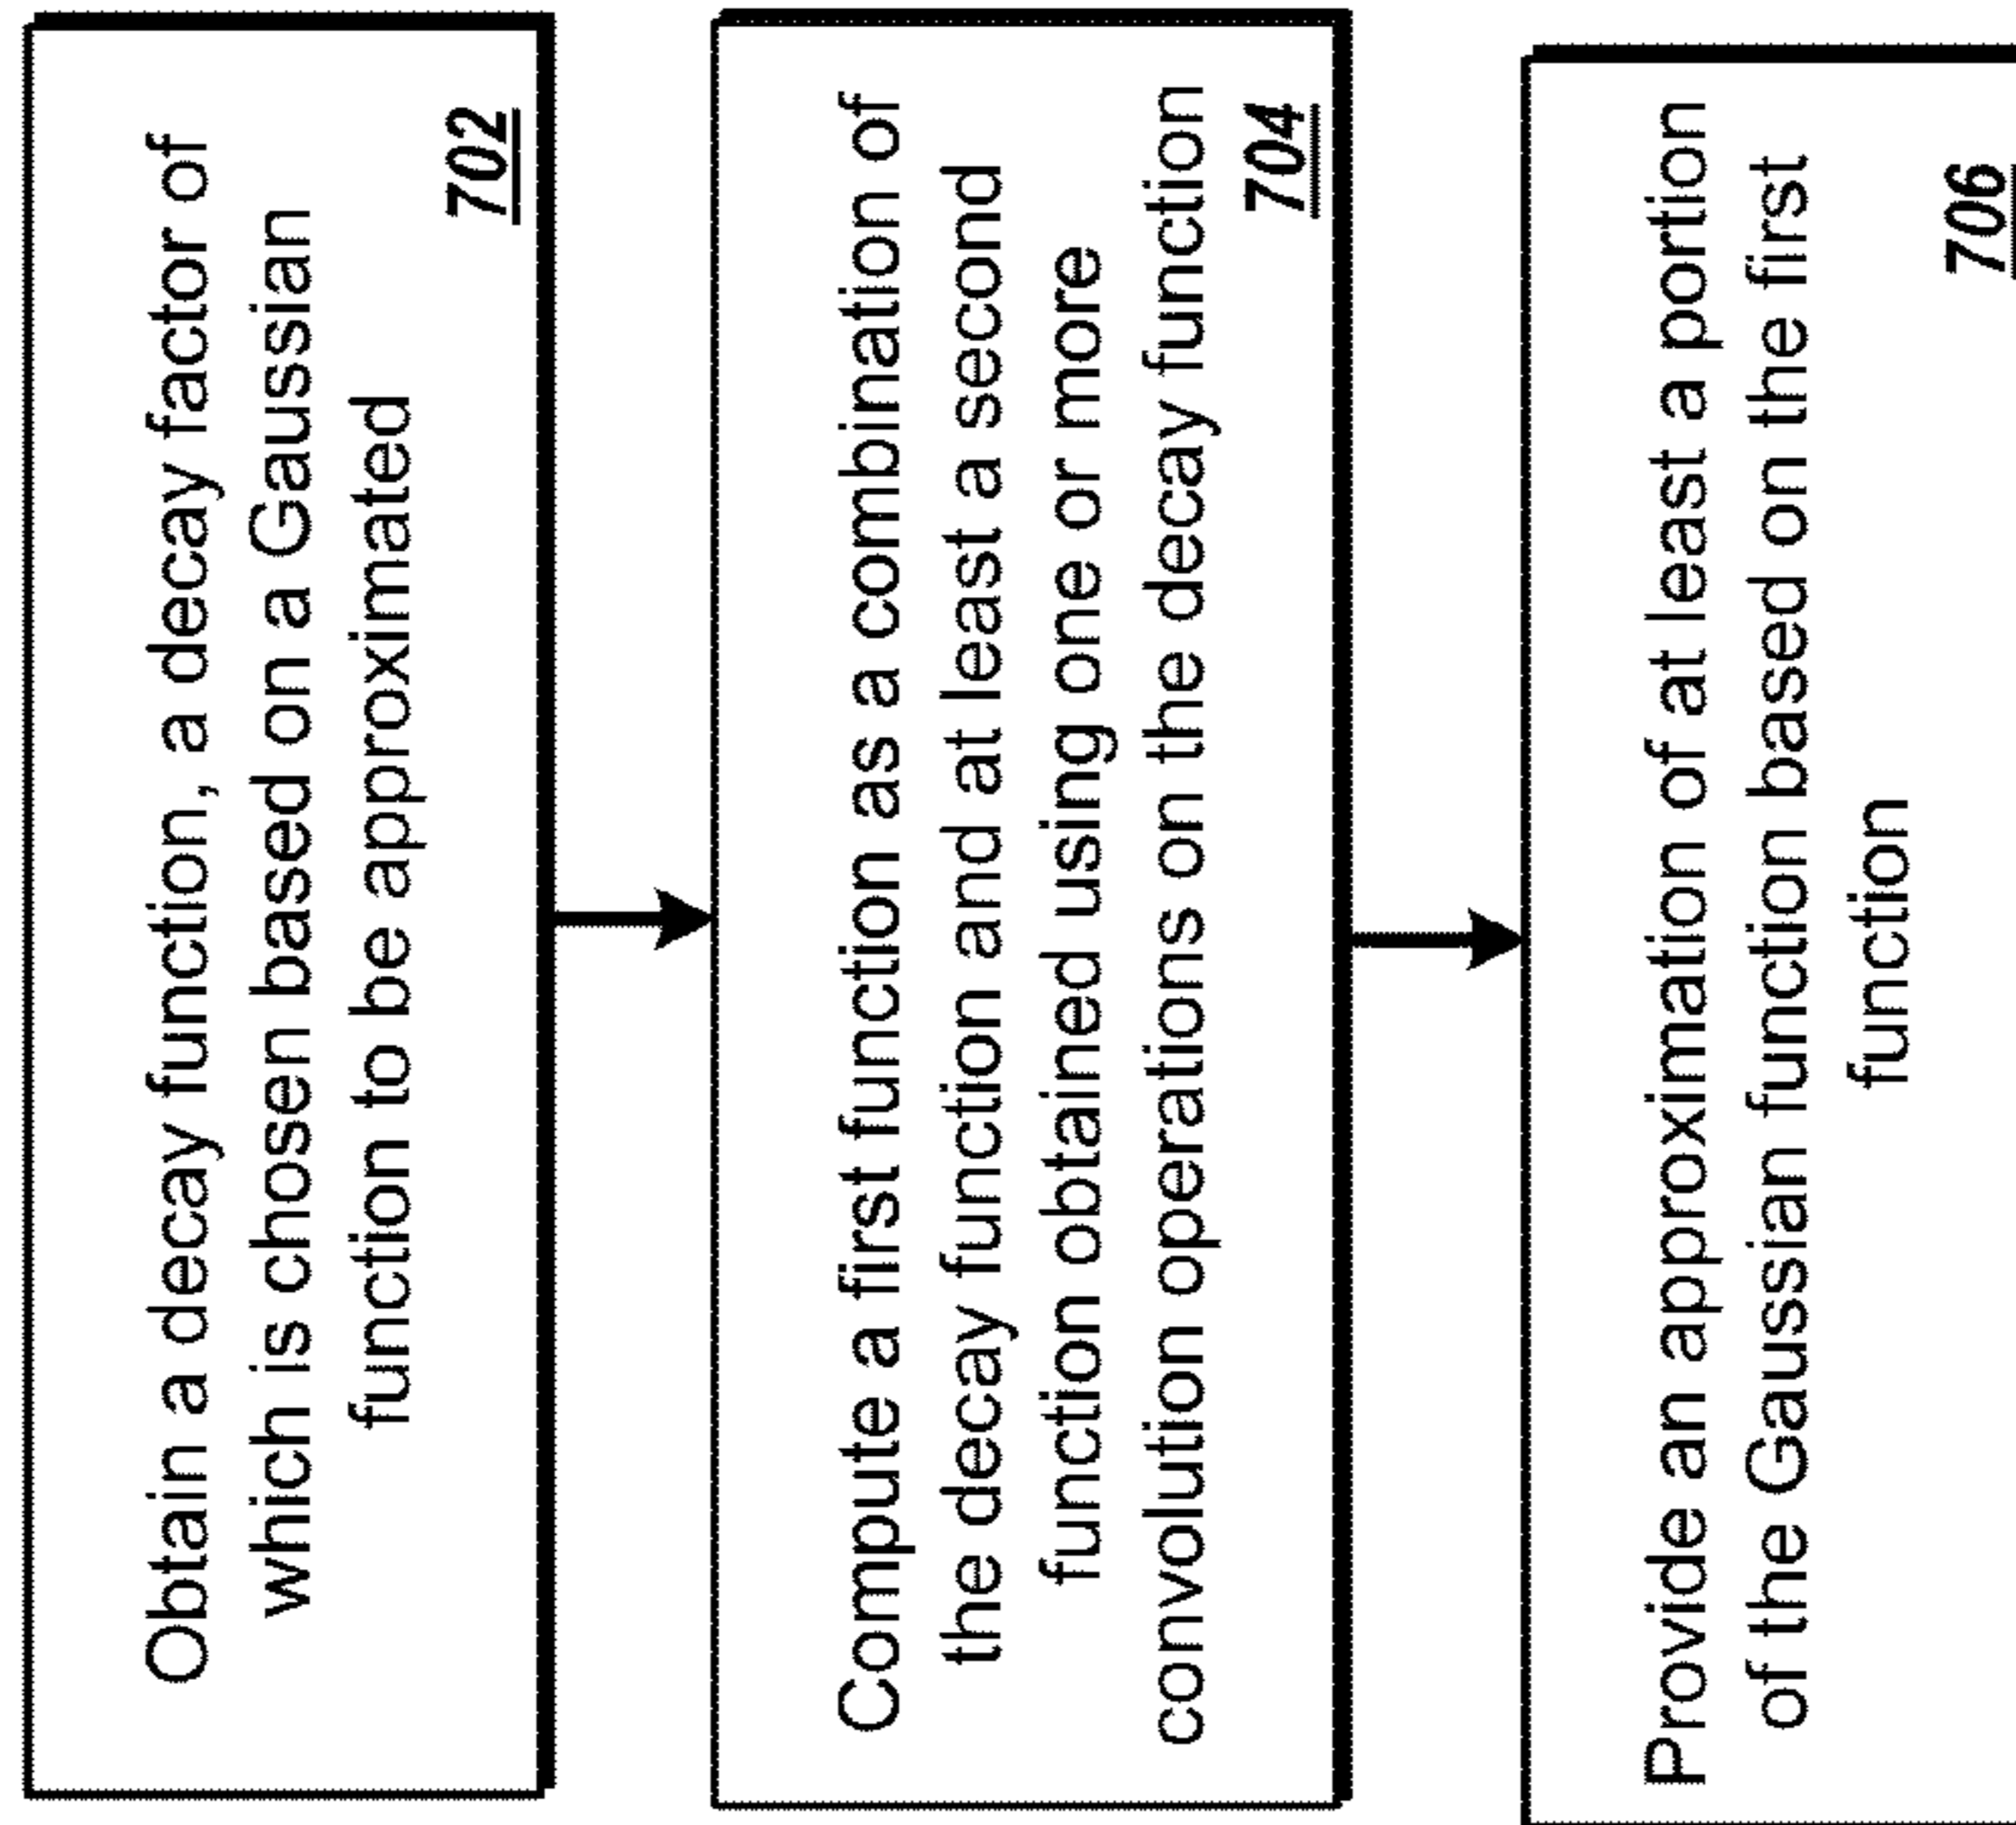 Obtain a decay function, a decay factor of
which is chosen based on a Gaussian
function to be approximated
702
Compute a first function as a combination of
the decay function and at least a second
function obtained using one or more
convolution operations on the decay function
704
Provide an approximation of at least a portion
of the Gaussian function based on the first
function
706